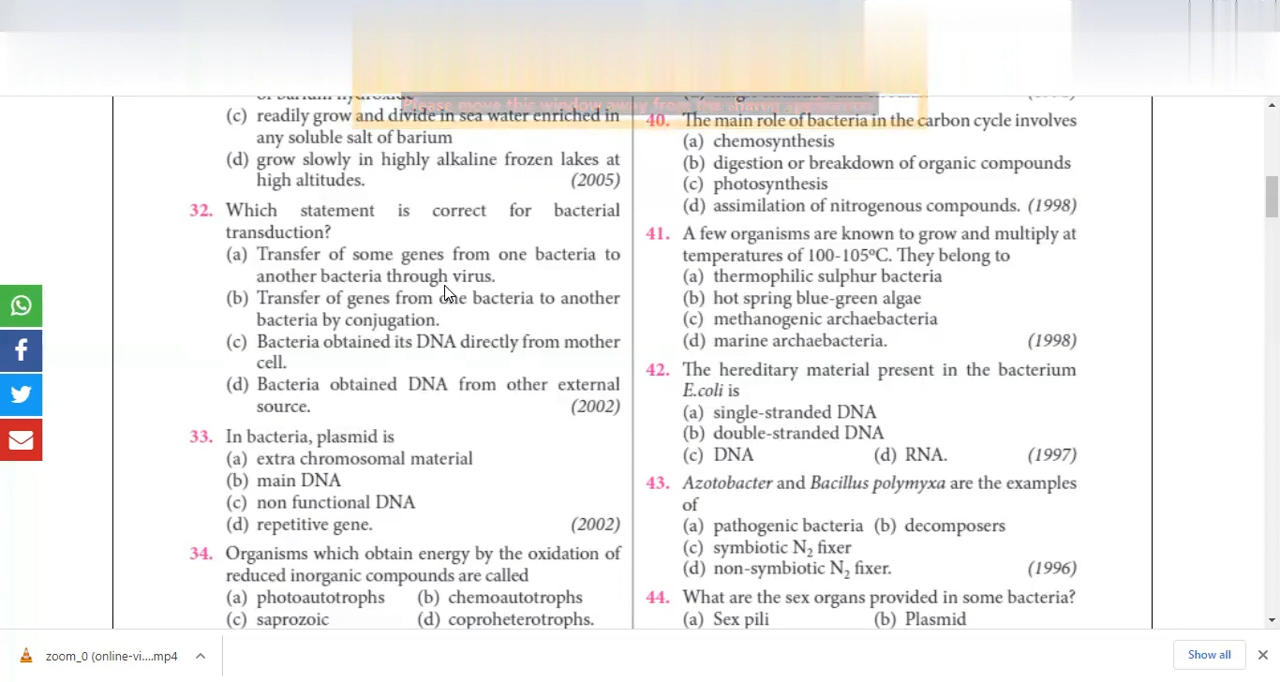 Please move this window away from the shared application
(c) readily grow and divide in sea water enriched in
any soluble salt of barium
(d) grow slowly in highly alkaline frozen lakes at
high altitudes. (2005)
32. Which statement is correct for bacterial
transduction?
(a) Transfer of some genes from one bacteria to
another bacteria through virus.
(b) Transfer of genes from one bacteria to another
bacteria by conjugation.
(c) Bacteria obtained its DNA directly from mother
cell.
(d) Bacteria obtained DNA from other external
source. (2002)
33. In bacteria, plasmid is
(a) extra chromosomal material
(b) main DNA
(c) non functional DNA
(d) repetitive gene. (2002)
34. Organisms which obtain energy by the oxidation of
reduced inorganic compounds are called
(a) photoautotrophs (b) chemoautotrophs
(c) saprozoic (d) coproheterotrophs.
40. The main role of bacteria in the carbon cycle involves
(a) chemosynthesis
(b) digestion or breakdown of organic compounds
(c) photosynthesis
(d) assimilation of nitrogenous compounds. (1998)
41. A few organisms are known to grow and multiply at
temperatures of 100-105ºC. They belong to
(a) thermophilic sulphur bacteria
(b) hot spring blue-green algae
(c) methanogenic archaebacteria
(d) marine archaebacteria. (1998)
42. The hereditary material present in the bacterium
E.coli is
(a) single-stranded DNA
(b) double-stranded DNA
(c) DNA (d) RNA. (1997)
43. Azotobacter and Bacillus polymyxa are the examples
of
(a) pathogenic bacteria (b) decomposers
(c) symbiotic N₂ fixer
(d) non-symbiotic N₂ fixer. (1996)
44. What are the sex organs provided in some bacteria?
(a) Sex pili (b) Plasmid
zoom_0 (online-vi....mp4
Show all